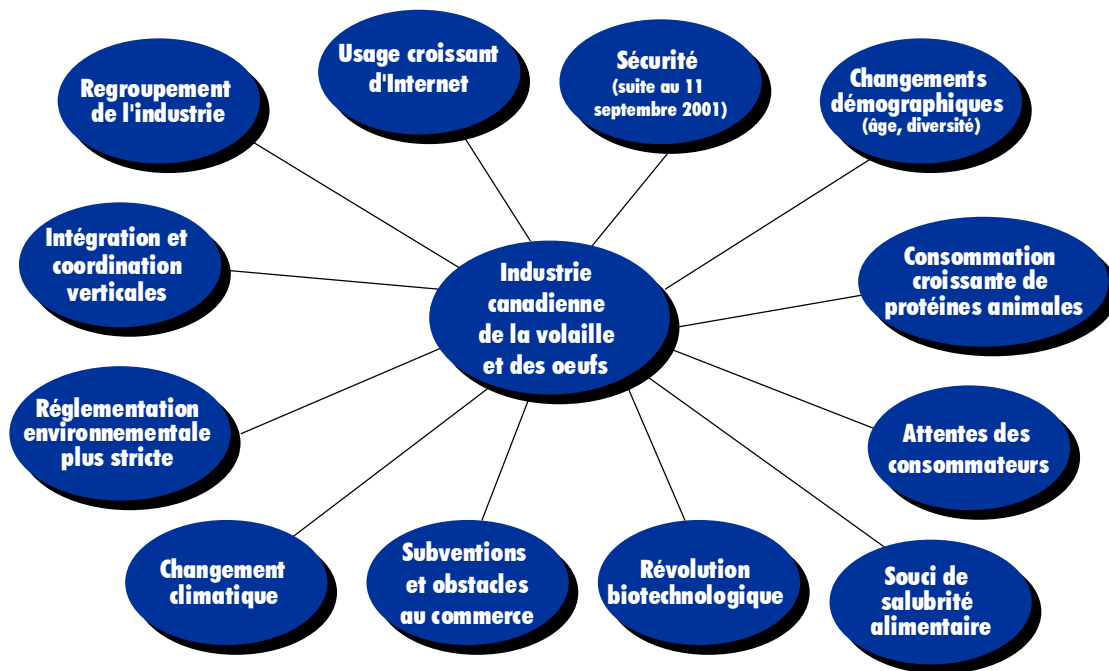 Regroupement
de l'industrie
Usage croissant
d'Internet
Sécurité
(suite au 11
septembre 2001)
Changements
démographiques
(âge, diversité)
Intégration et
coordination
verticales
Industrie
canadienne
de la volaille
et des oeufs
Consommation
croissante de
protéines animales
Réglementation
environnementale
plus stricte
Attentes des
consommateurs
Changement
climatique
Subventions
et obstacles
au commerce
Révolution
biotechnologique
Souci de
salubrité
alimentaire